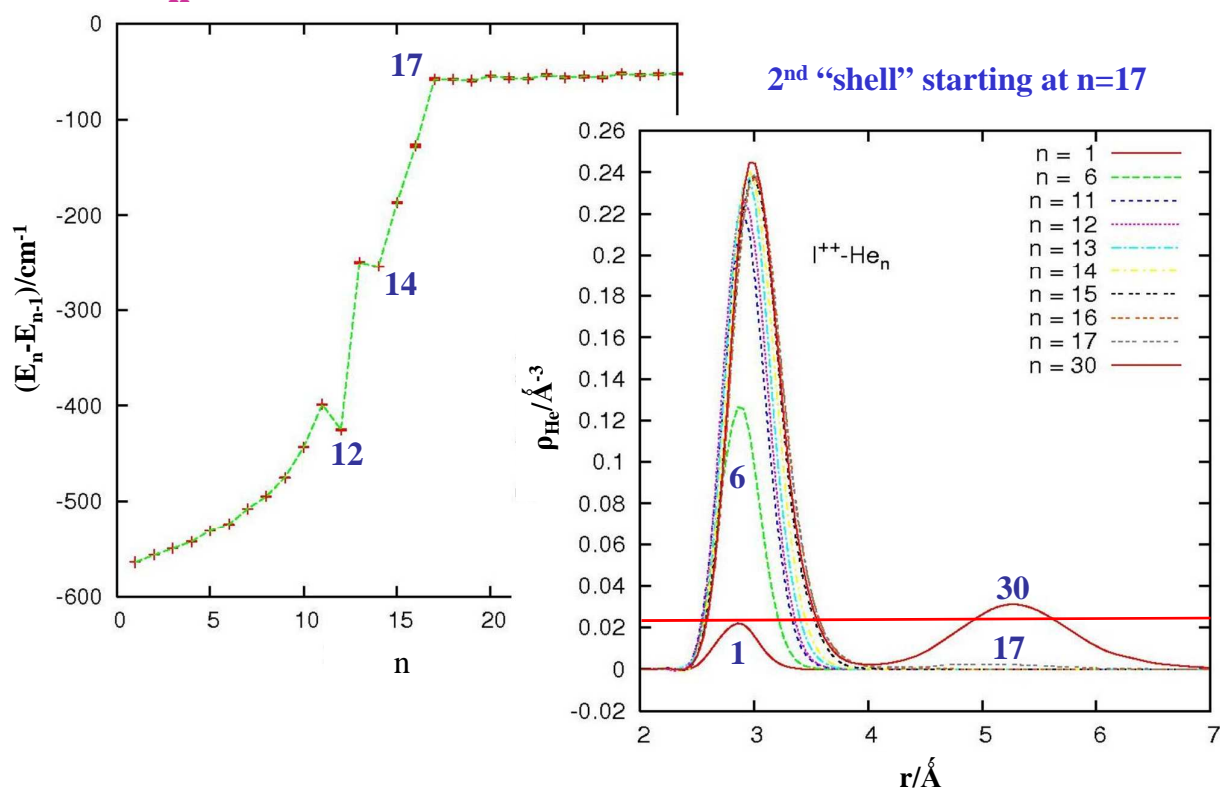 n
2nd “shell” starting at n=17
(En-En-1)/cm-1
0
-100
-200
-300
-400
-500
-600
0
5
10
15
20
n
17
14
12
ρHe/Å-3
0.26
0.24
0.22
0.2
0.18
0.16
0.14
0.12
0.1
0.08
0.06
0.04
0.02
0
-0.02
2
3
4
5
6
7
r/Å
I++-Hen
n = 1
n = 6
n = 11
n = 12
n = 13
n = 14
n = 15
n = 16
n = 17
n = 30
6
1
30
17